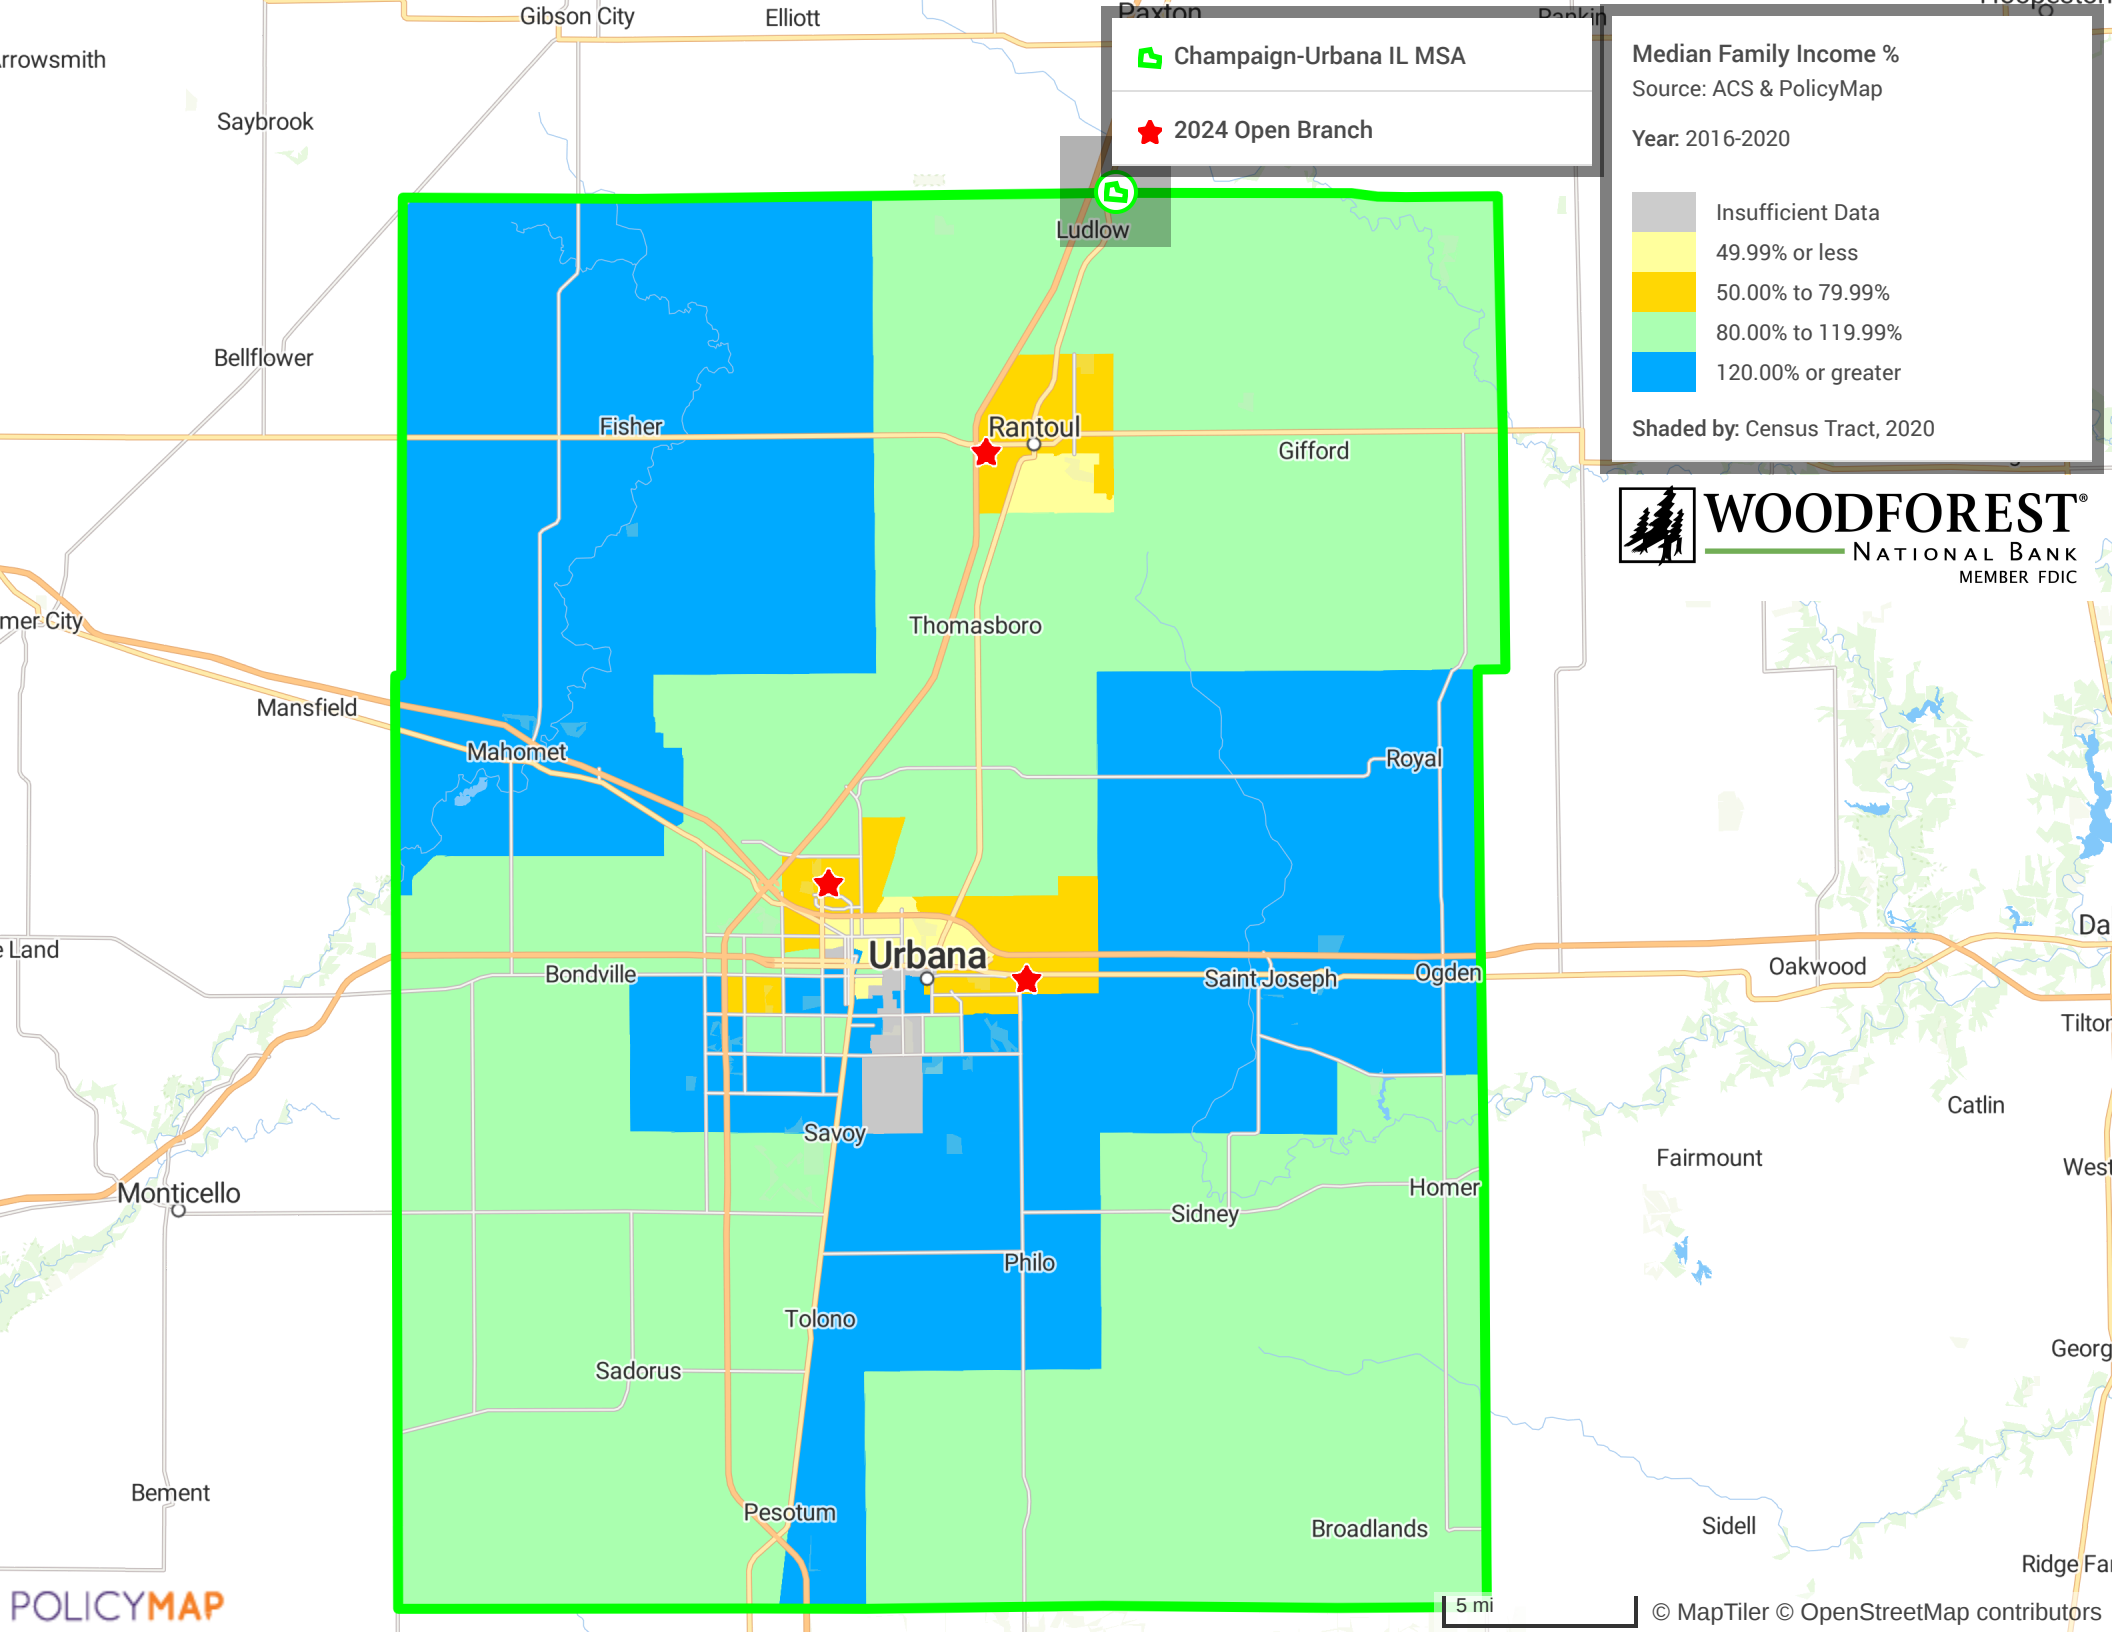 Gibson City
Elliott
Paxton
Rankin
rrowsmith
Saybrook
Champaign-Urbana IL MSA
2024 Open Branch
Median Family Income %
Source: ACS & PolicyMap
Year: 2016-2020
Insufficient Data
49.99% or less
50.00% to 79.99%
80.00% to 119.99%
120.00% or greater
Shaded by: Census Tract, 2020
WOODFOREST®
NATIONAL BANK
MEMBER FDIC
Ludlow
Bellflower
Fisher
Rantoul
Gifford
mer City
Thomasboro
Mansfield
Mahomet
Royal
Da
e Land
Urbana
Bondville
Saint Joseph
Ogden
Oakwood
Tilton
Catlin
Savoy
Fairmount
West
Monticello
Homer
Sidney
Philo
Tolono
Georg
Sadorus
Bement
Pesotum
Broadlands
Sidell
Ridge Fa
POLICYMAP
5 mi
© MapTiler © OpenStreetMap contributors